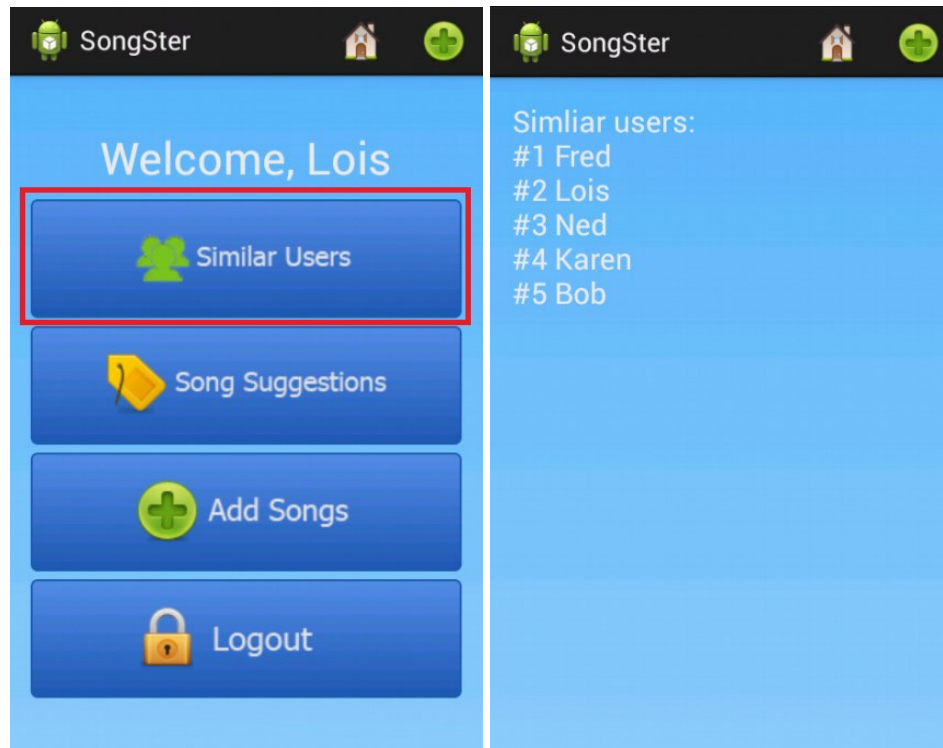 SongSter
Welcome, Lois
Similar Users
Song Suggestions
Add Songs
Logout
SongSter
Simliar users:
#1 Fred
#2 Lois
#3 Ned
#4 Karen
#5 Bob